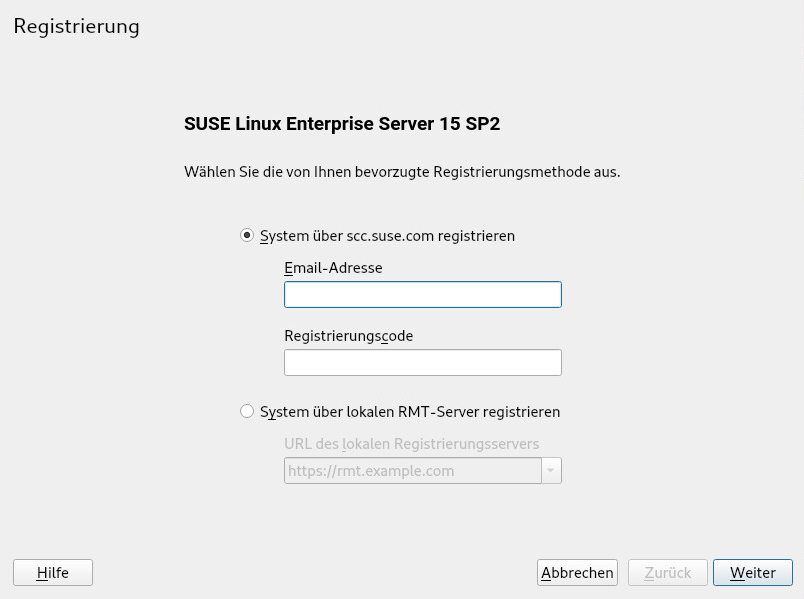 Registrierung
SUSE Linux Enterprise Server 15 SP2
Wählen Sie die von Ihnen bevorzugte Registrierungsmethode aus.
System über scc.suse.com registrieren
Email-Adresse
Registrierungscode
System über lokalen RMT-Server registrieren
URL des lokalen Registrierungsservers
https://rmt.example.com
Hilfe
Abbrechen
Zurück
Weiter